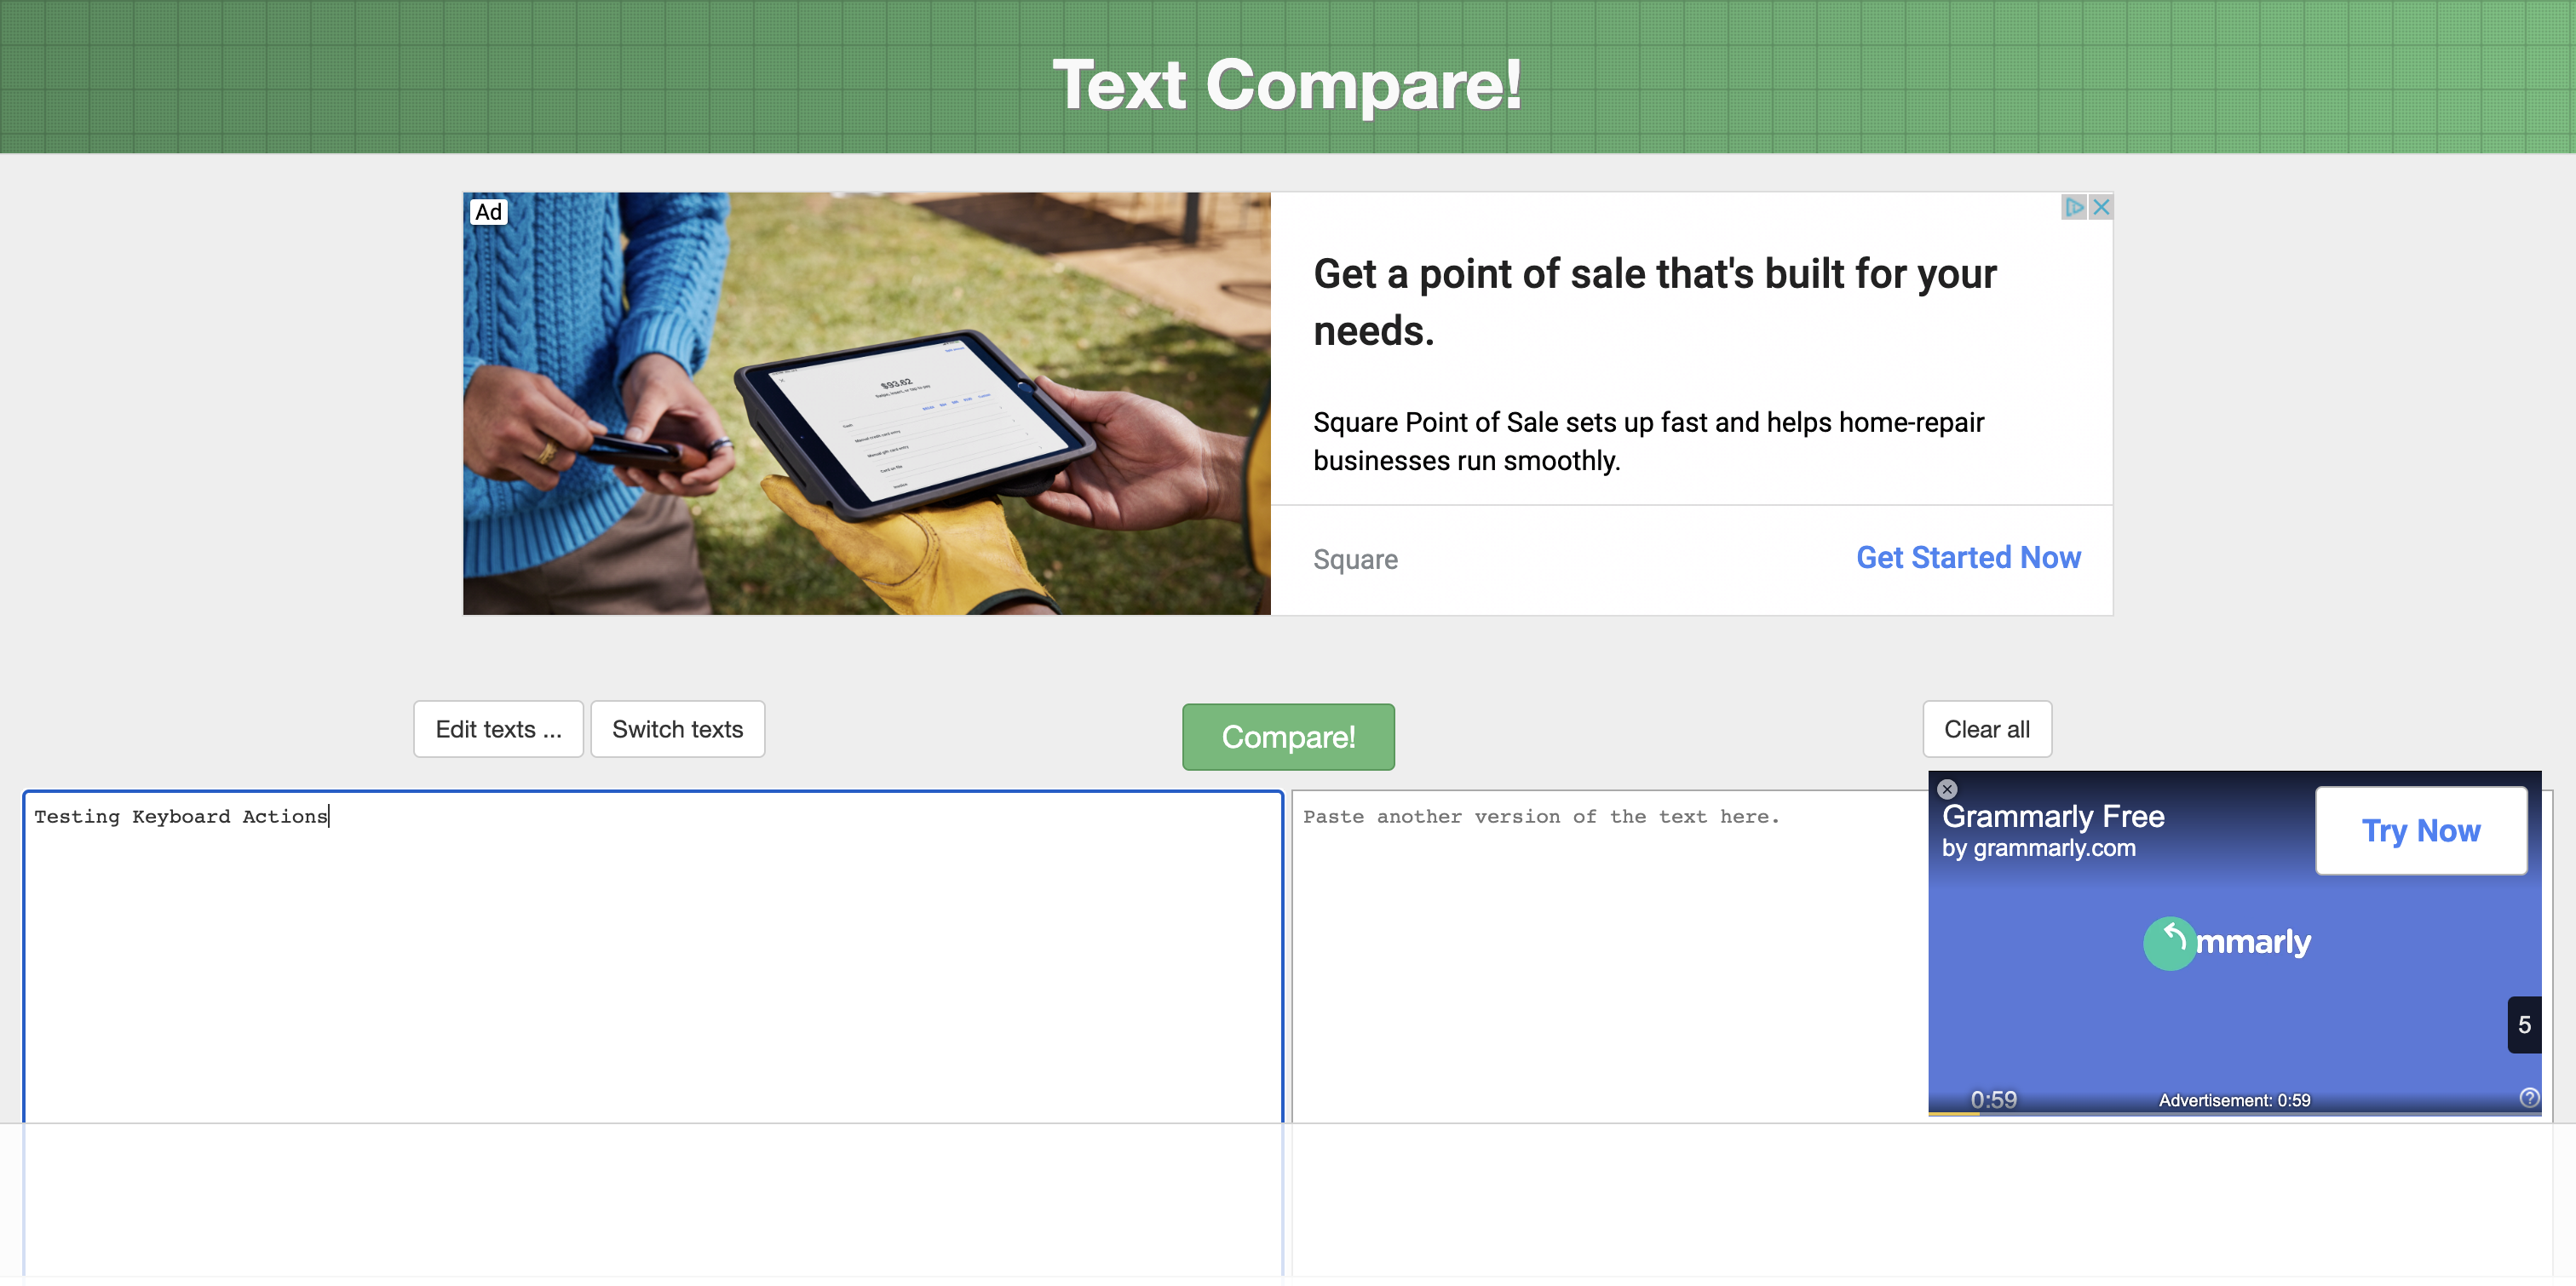 Text Compare!
Ad
Get a point of sale that's built for your
needs.
$93.62
Square Point of Sale sets up fast and helps home-repair
businesses run smoothly.
Square
Get Started Now
Edit texts ...
Switch texts
Compare!
Clear all
Testing Keyboard Actions
Paste another version of the text here.
Grammarly Free
by grammarly.com
Try Now
mmarly
5
0:59
Advertisement: 0:59